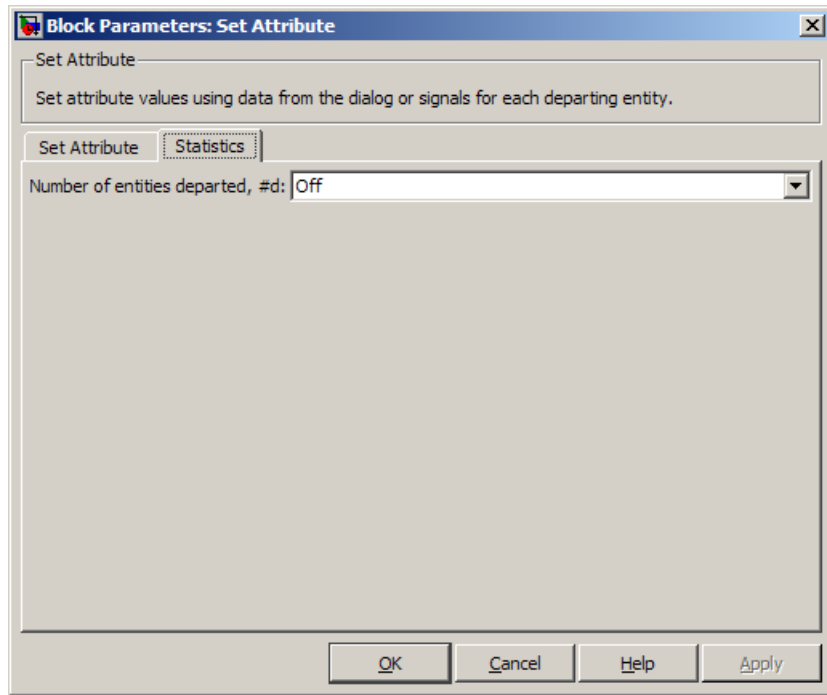 Block Parameters: Set Attribute
Set Attribute
Set attribute values using data from the dialog or signals for each departing entity.
Set Attribute Statistics
Number of entities departed, #d: Off
OK Cancel Help Apply